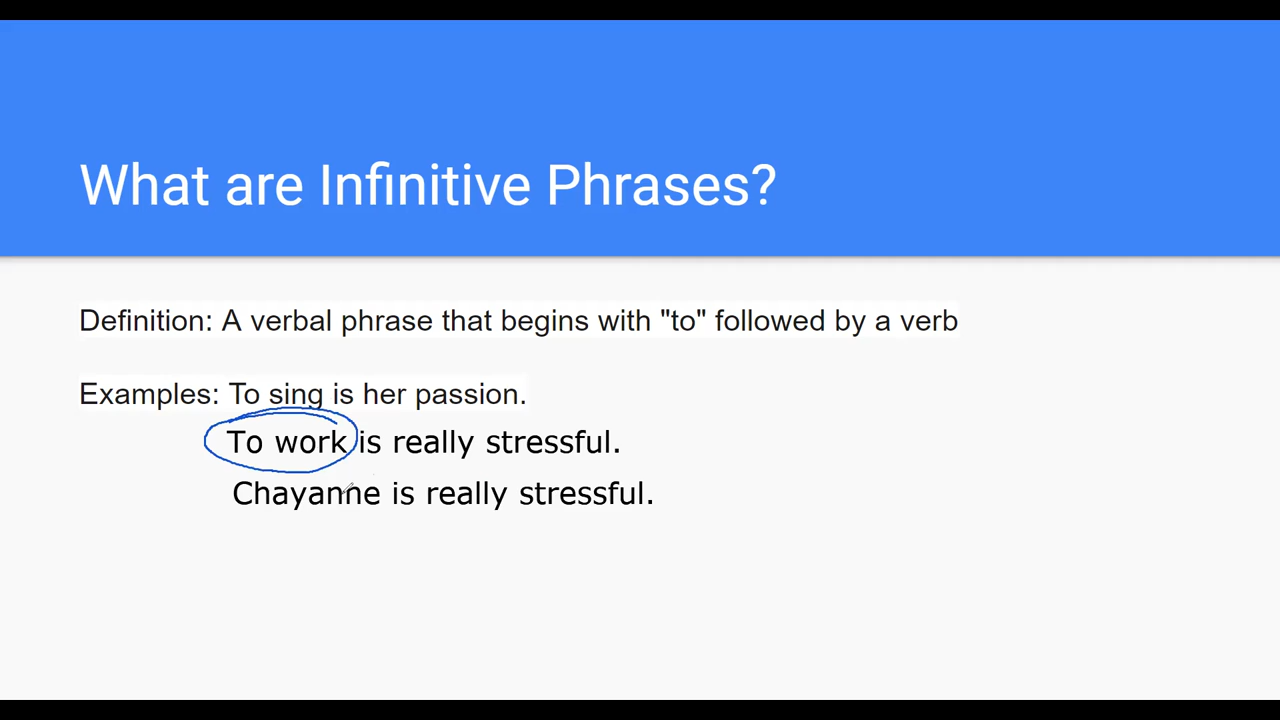 What are Infinitive Phrases?
Definition: A verbal phrase that begins with "to" followed by a verb
Examples: To sing is her passion.
To work is really stressful.
Chayanne is really stressful.